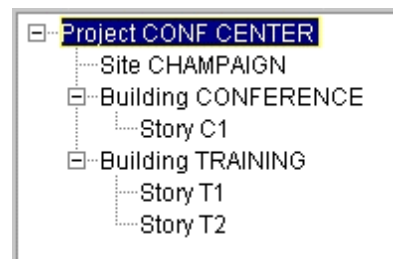 Project CONF CENTER
Site CHAMPAIGN
Building CONFERENCE
Story C1
Building TRAINING
Story T1
Story T2